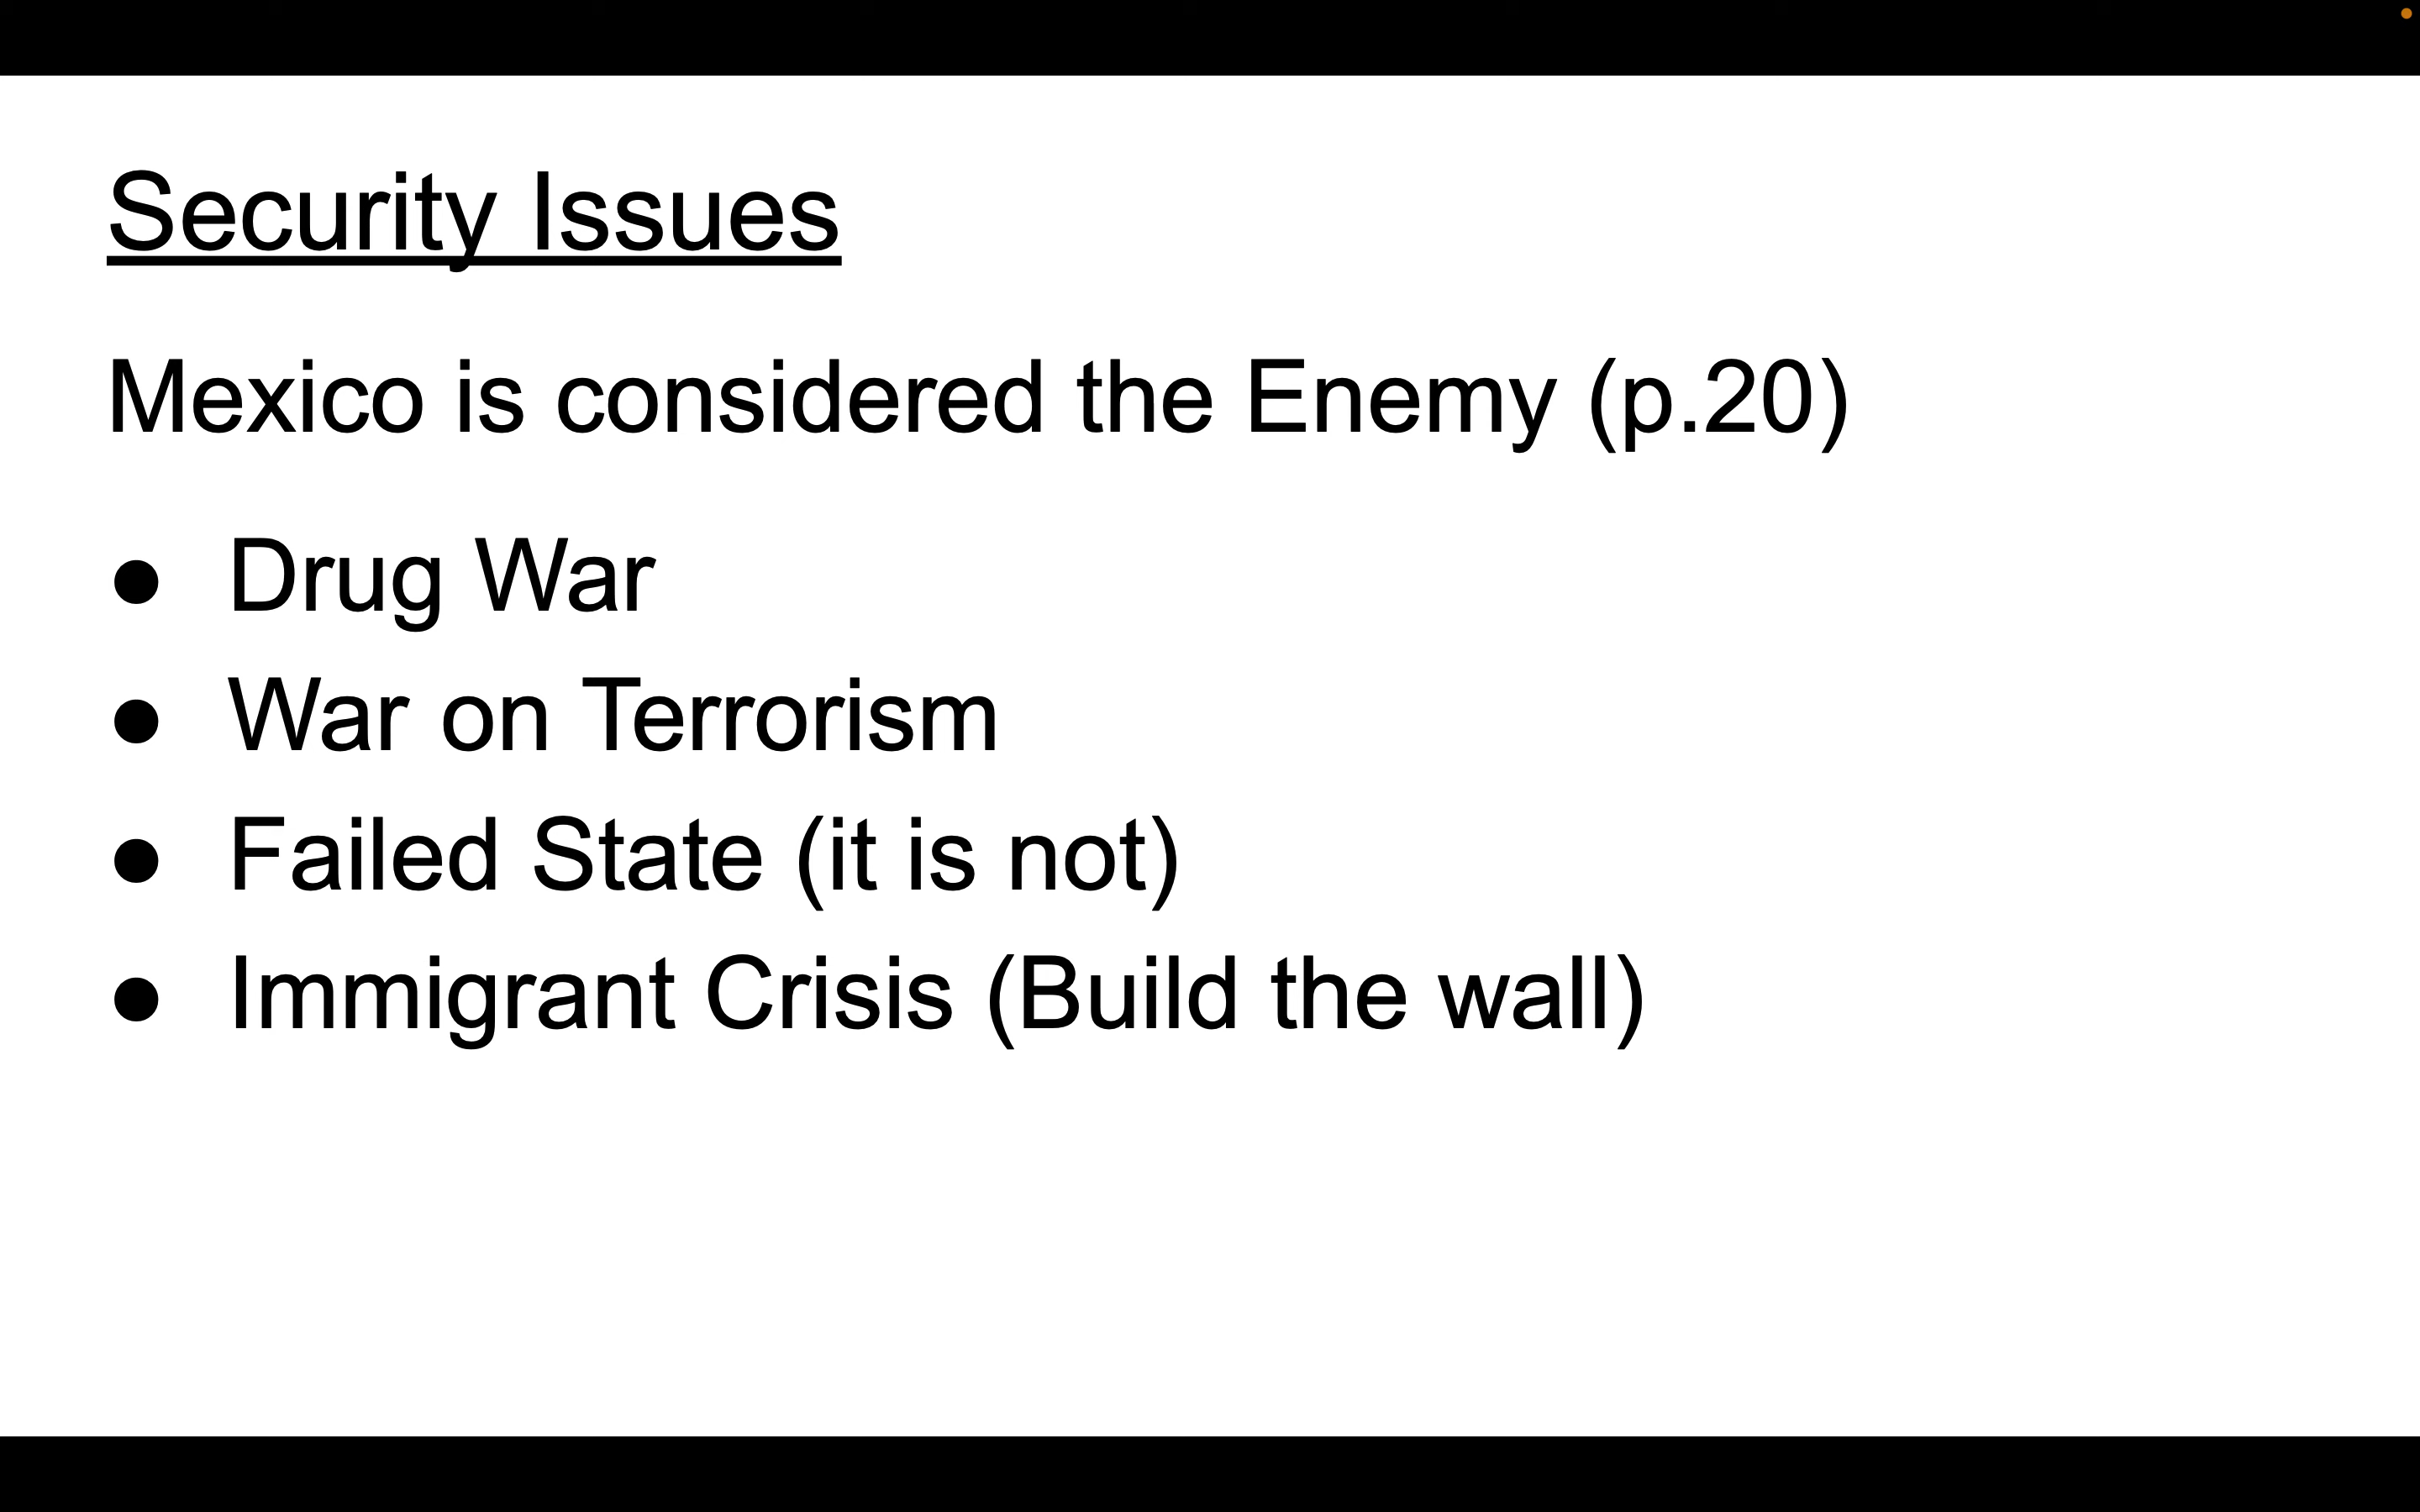 Security Issues
Mexico is considered the Enemy (p.20)
● Drug War
● War on Terrorism
● Failed State (it is not)
● Immigrant Crisis (Build the wall)